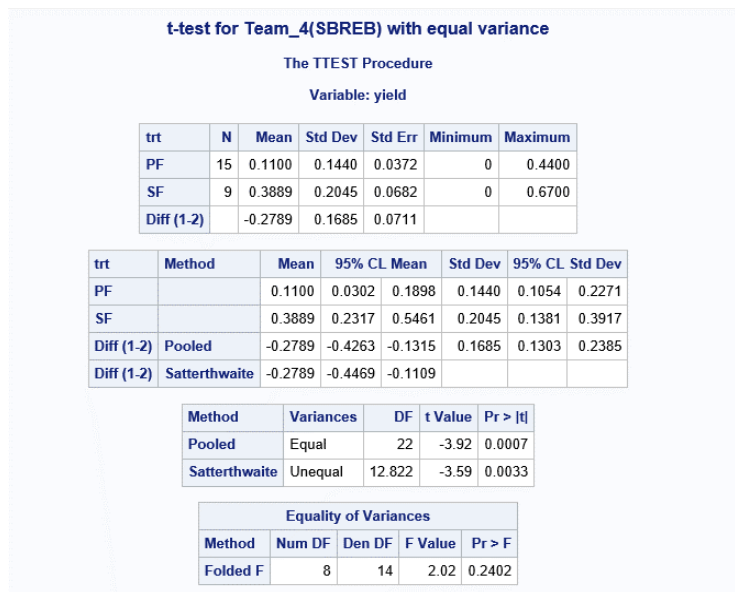 t-test for Team_4(SBREB) with equal variance
The TTEST Procedure
Variable: yield
trt N Mean Std Dev Std Err Minimum Maximum
PF 15 0.1100 0.1440 0.0372 0 0.4400
SF 9 0.3889 0.2045 0.0682 0 0.6700
Diff (1-2) -0.2789 0.1685 0.0711
trt Method Mean 95% CL Mean Std Dev 95% CL Std Dev
PF 0.1100 0.0302 0.1898 0.1440 0.1054 0.2271
SF 0.3889 0.2317 0.5461 0.2045 0.1381 0.3917
Diff (1-2) Pooled -0.2789 -0.4263 -0.1315 0.1685 0.1303 0.2385
Diff (1-2) Satterthwaite -0.2789 -0.4469 -0.1109
Method Variances DF t Value Pr > |t|
Pooled Equal 22 -3.92 0.0007
Satterthwaite Unequal 12.822 -3.59 0.0033
Equality of Variances
Method Num DF Den DF F Value Pr > F
Folded F 8 14 2.02 0.2402